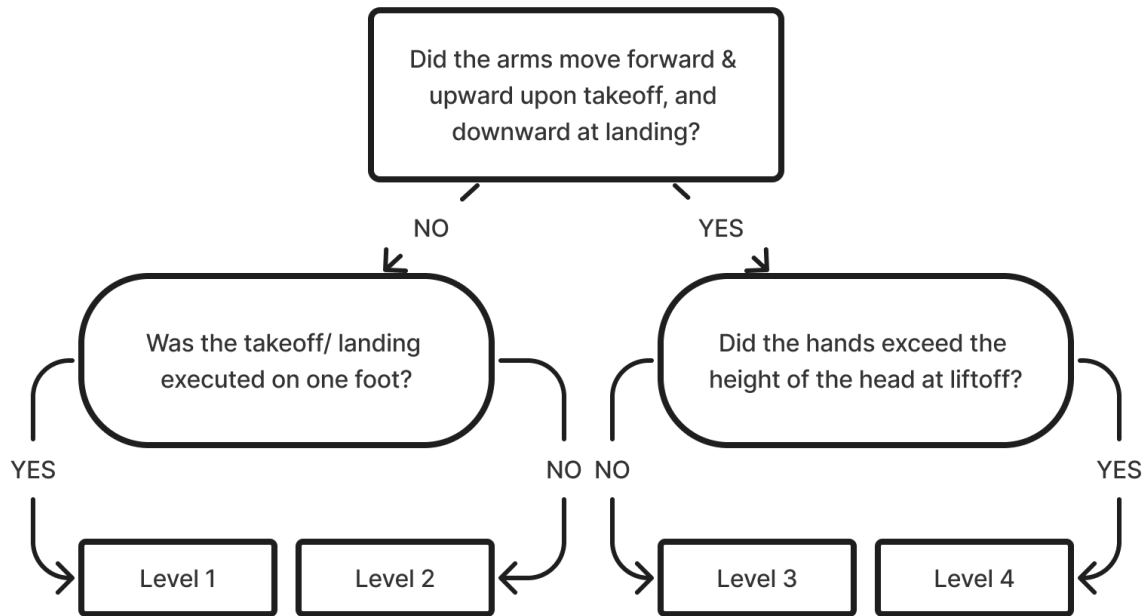 Did the arms move forward &
upward upon takeoff, and
downward at landing?
NO
YES
Was the takeoff/ landing
executed on one foot?
Did the hands exceed the
height of the head at liftoff?
YES
NO
NO
YES
Level 1
Level 2
Level 3
Level 4